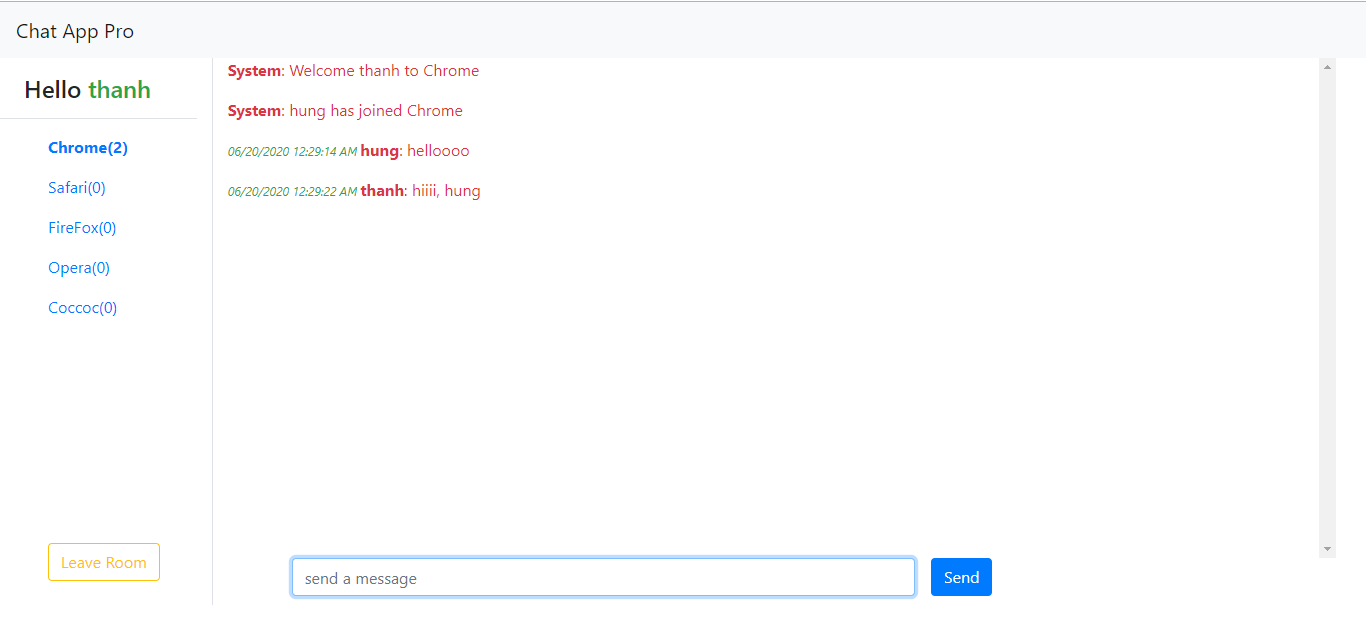 Chat App Pro
Hello thanh
Chrome(2)
Safari(0)
FireFox(0)
Opera(0)
Coccoc(0)
Leave Room
System: Welcome thanh to Chrome
System: hung has joined Chrome
06/20/2020 12:29:14 AM hung: helloooo
06/20/2020 12:29:22 AM thanh: hiiii, hung
send a message
Send